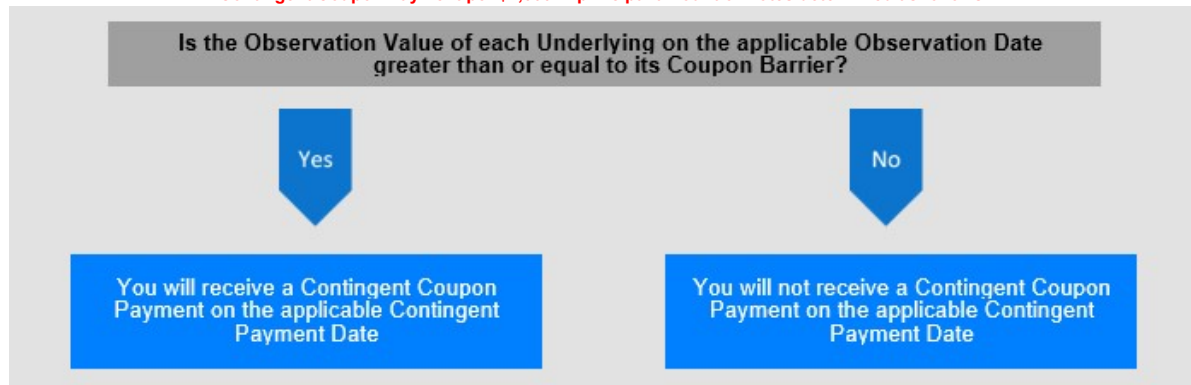 Is the Observation Value of each Underlying on the applicable Observation Date
greater than or equal to its Coupon Barrier?
Yes
No
You will receive a Contingent Coupon
Payment on the applicable Contingent
Payment Date
You will not receive a Contingent Coupon
Payment on the applicable Contingent
Payment Date